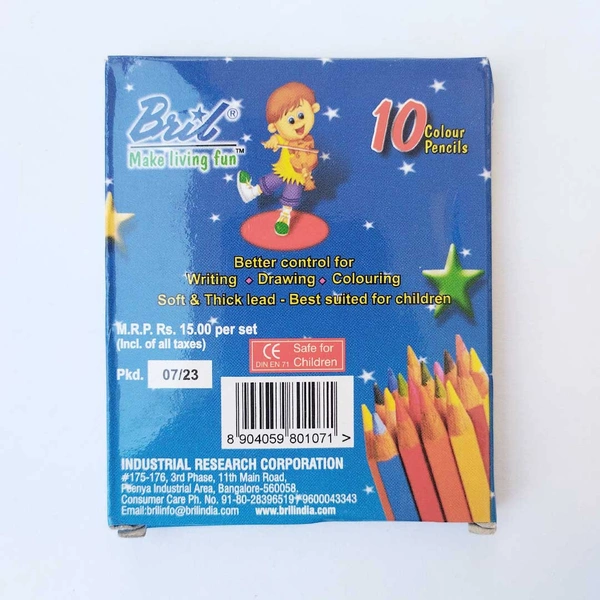 Bril®
Make living fun™
10 Colour
Pencils
Better control for
Writing ⬥ Drawing ⬥ Colouring
Soft & Thick lead - Best suited for children
M.R.P. Rs. 15.00 per set
(Incl. of all taxes)
Pkd. 07/23
CE Safe for
DIN EN 71 Children
8 904059 801071 >
INDUSTRIAL RESEARCH CORPORATION
#175-176, 3rd Phase, 11th Main Road,
Peenya Industrial Area, Bangalore-560058.
Consumer Care Ph. No. 91-80-28396519/*9600043343
Email:brilinfo@brilindia.com www.brilindia.com